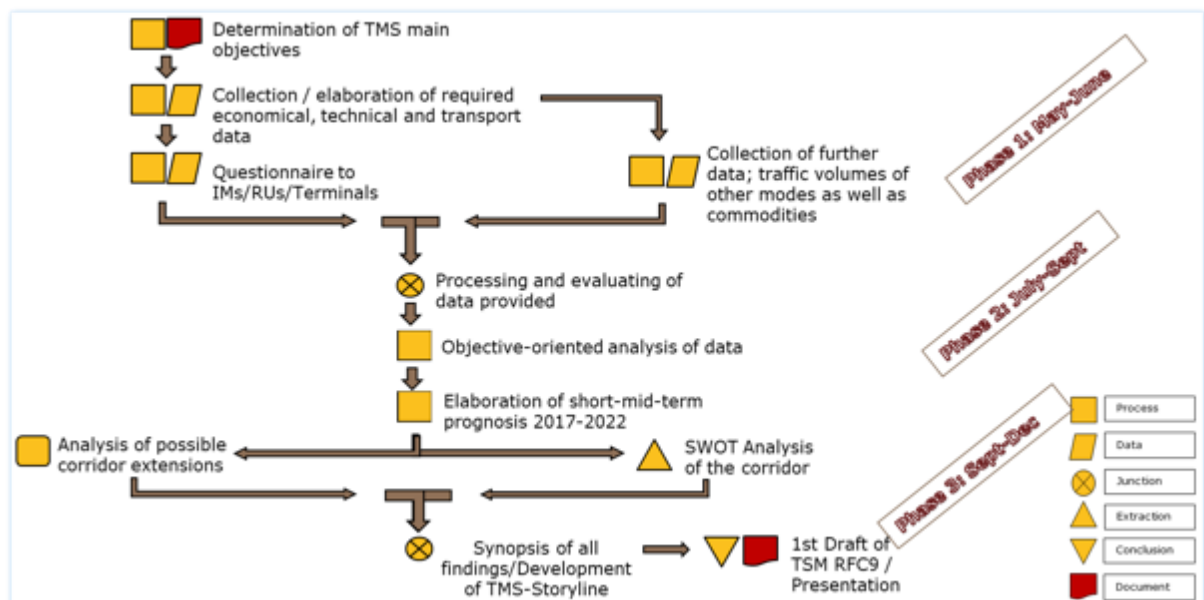 Determination of TMS main
objectives
Collection / elaboration of required
economical, technical and transport
data
Questionnaire to
IMs/RUs/Terminals
Collection of further
data; traffic volumes of
other modes as well as
commodities
Phase 1: May-June
Processing and evaluating of
data provided
Objective-oriented analysis of data
Phase 2: July-Sept
Elaboration of short-mid-term
prognosis 2017-2022
Analysis of possible
corridor extensions
SWOT Analysis
of the corridor
Phase 3: Sept-Dec
Synopsis of all
findings/Development
of TMS-Storyline
1st Draft of
TSM RFC9 /
Presentation
Process
Data
Junction
Extraction
Conclusion
Document